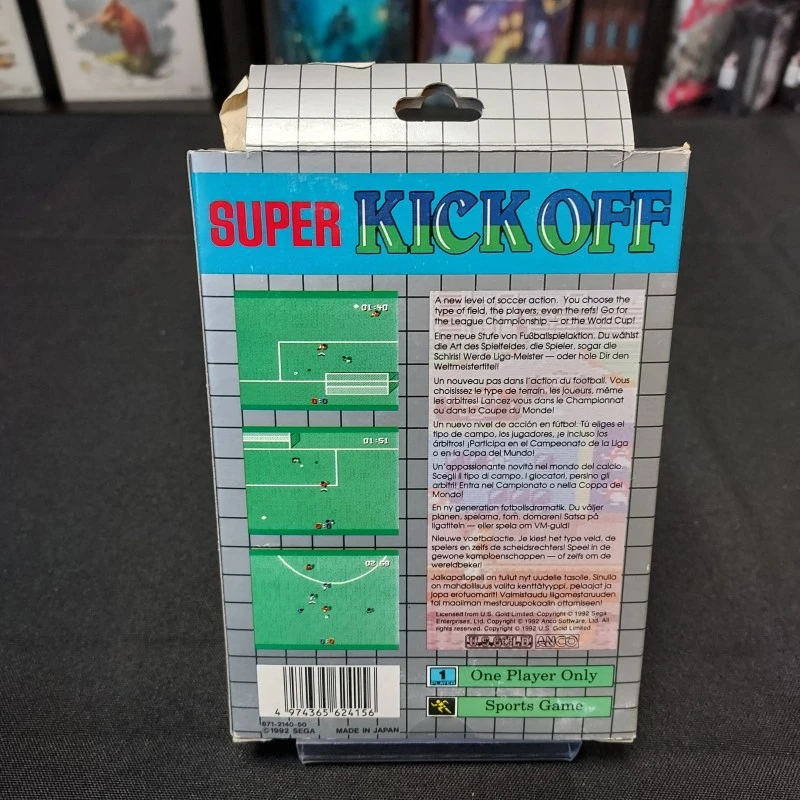 SUPER KICK OFF
01:40
01:51
02:59
A new level of soccer action. You choose the
type of field, the players, even the refs! Go for
the League Championship — or the World Cup!
Eine neue Stufe von Fußballspielaktion. Du wählst
die Art des Spielfeldes, die Spieler, sogar die
Schiris! Werde Liga-Meister — oder hole Dir den
Weltmeistertitel!
Un nouveau pas dans l'action du football. Vous
choisissez le type de terrain, les joueurs, même
les arbitres! Lancez-vous dans le Championnat
ou dans la Coupe du Monde!
Un nuevo nivel de acción en fútbol. Tú eliges el
tipo de campo, los jugadores, ¡e incluso los
árbitros! ¡Participa en el Campeonato de la Liga
o en la Copa del Mundo!
Un'appassionante novità nel mondo del calcio.
Scegli il tipo di campo, i giocatori, persino gli
arbitri! Entra nel Campionato o nella Coppa del
Mondo!
En ny generation fotbollsdramatik. Du väljer
planen, spelarna, tom. domaren! Satsa på
ligatiteln — eller spela om VM-guld!
Nieuwe voetbalactie. Je kiest het type veld, de
spelers en zelfs de scheidsrechters! Speel in de
gewone kampioenschappen — of zelfs om de
wereldbeker!
Jalkapallopeli on tullut nyt uudelle tasolle. Sinulla
on mahdollisuus valita kenttätyyppi, pelaajat ja
jopa erotuomarit! Valmistaudu liigamestaruuden
tai maailman mestaruuspokaalin ottamiseen!
Licensed from U.S. Gold Limited. Copyright © 1992 Sega
Enterprises, Ltd. Copyright © 1992 Anco Software, Ltd. All
rights reserved. Copyright © 1992 U.S. Gold Limited.
U.S. GOLD ANCO
1 PLAYER One Player Only
Sports Game
4 974365 624156
671-2140-50
©1992 SEGA MADE IN JAPAN